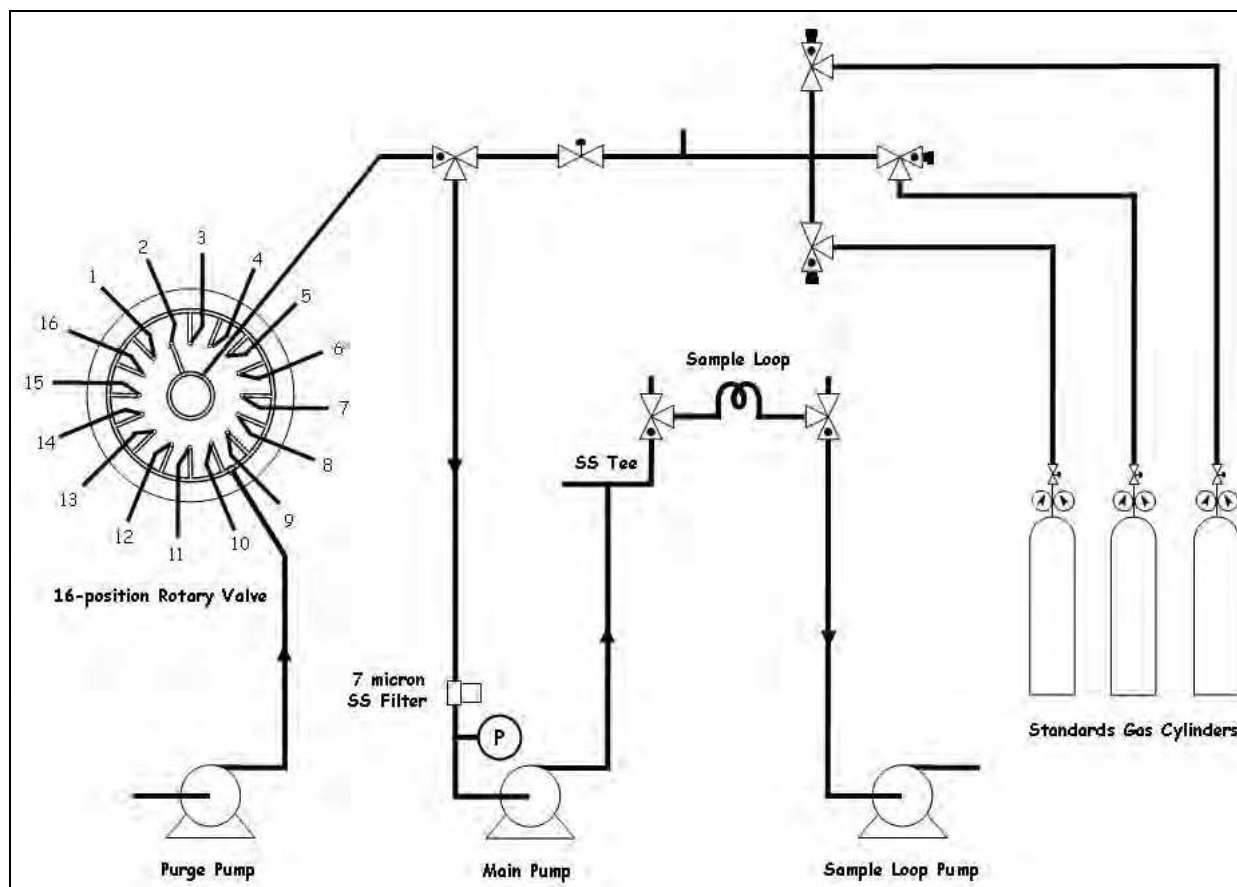 1
2
3
4
5
6
7
8
9
10
11
12
13
14
15
16
16-position Rotary Valve
Sample Loop
SS Tee
7 micron
SS Filter
P
Standards Gas Cylinders
Purge Pump
Main Pump
Sample Loop Pump